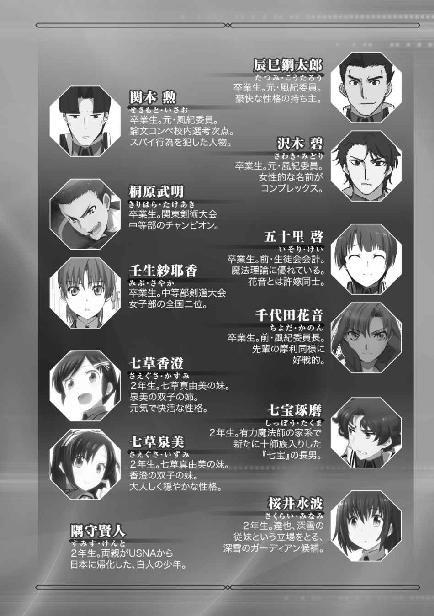 辰巳鋼太郎
たつみ・こうたろう
卒業生。元・風紀委員。
豪快な性格の持ち主。
関本 勲
せきもと・いさお
卒業生。元・風紀委員。
論文コンペ校内選考次点。
スパイ行為を犯した人物。
沢木 碧
さわき・みどり
卒業生。元・風紀委員。
女性的な名前が
コンプレックス。
桐原武明
きりはら・たけあき
卒業生。関東剣術大会
中等部のチャンピオン。
五十里 啓
いそり・けい
卒業生。前・生徒会会計。
魔法理論に優れている。
花音とは許嫁同士。
壬生紗耶香
みぶ・さやか
卒業生。中等部剣道大会
女子部の全国二位。
千代田花音
ちよだ・かのん
卒業生。前・風紀委員長。
先輩の摩利同様に
好戦的。
七草香澄
さえぐさ・かすみ
2年生。七草真由美の妹。
泉美の双子の姉。
元気で快活な性格。
七宝琢磨
しっぽう・たくま
2年生。有力魔法師の家系で
新たに十師族入りした
『七宝』の長男。
七草泉美
さえぐさ・いずみ
2年生。七草真由美の妹。
香澄の双子の妹。
大人しく穏やかな性格。
桜井水波
さくらい・みなみ
2年生。達也、深雪の
従妹という立場をとる、
深雪のガーディアン候補。
隅守賢人
すみす・けんと
2年生。両親がUSNAから
日本に帰化した、白人の少年。